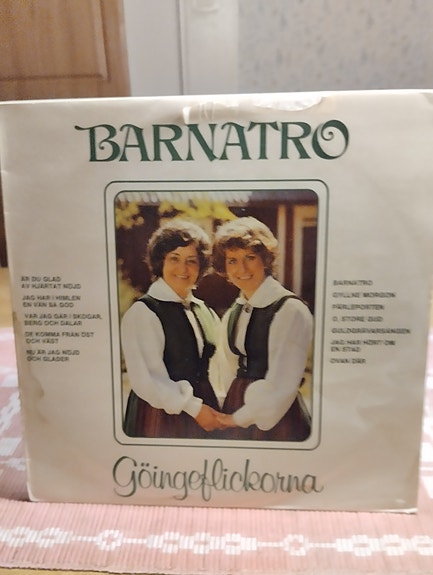 BARNATRO
ÄR DU GLAD
AV HJÄRTAT NÖJD
JAG HAR I HIMLEN
EN VÄN SÅ GOD
VAR JAG GÅR I SKOGAR,
BERG OCH DALAR
DE KOMMA FRÅN ÖST
OCH VÄST
NU ÄR JAG NÖJD
OCH GLADER
BARNATRO
GYLLNE MORGON
PÄRLEPORTEN
O, STORE GUD
GULDGRÄVARSÅNGEN
JAG HAR HÖRT OM
EN STAD
OVAN DÄR
Göingeflickorna